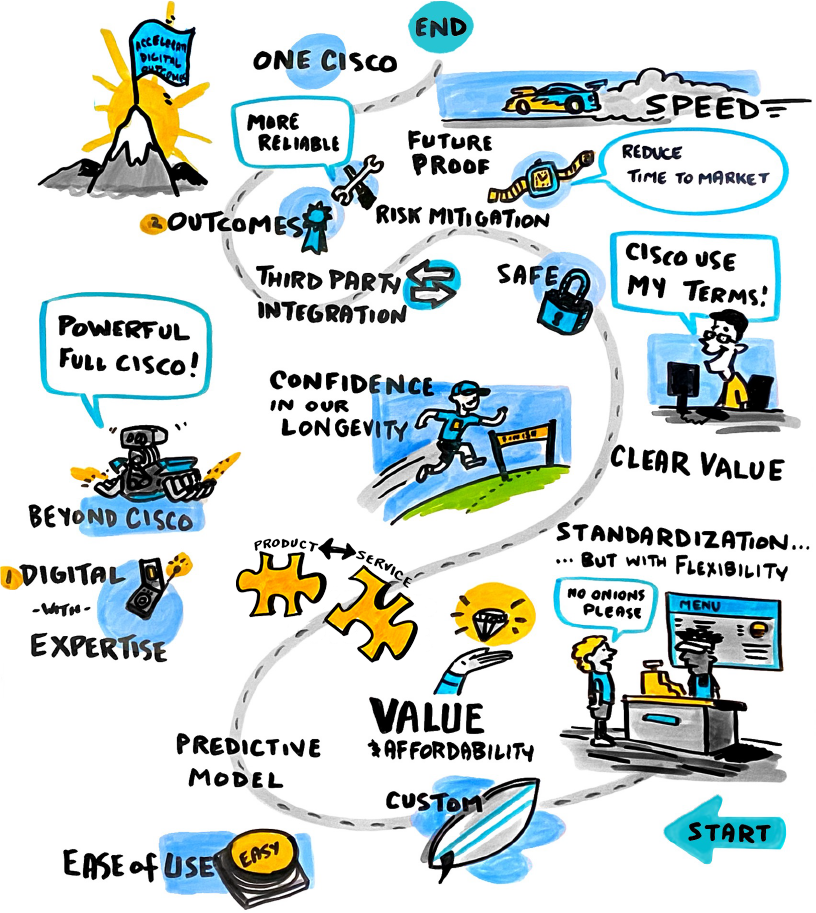 END
ACCELERATE
DIGITAL
OUTCOMES
ONE CISCO
SPEED
MORE
RELIABLE
FUTURE
PROOF
REDUCE
TIME TO MARKET
2 OUTCOMES
RISK MITIGATION
THIRD PARTY
INTEGRATION
SAFE
CISCO USE
MY TERMS!
POWERFUL
FULL CISCO!
CONFIDENCE
IN OUR
LONGEVITY
CLEAR VALUE
BEYOND CISCO
STANDARDIZATION...
... BUT WITH FLEXIBILITY
PRODUCT
SERVICE
1 DIGITAL
-WITH-
EXPERTISE
NO ONIONS
PLEASE
MENU
VALUE
& AFFORDABILITY
PREDICTIVE
MODEL
CUSTOM
START
EASE of USE
EASY